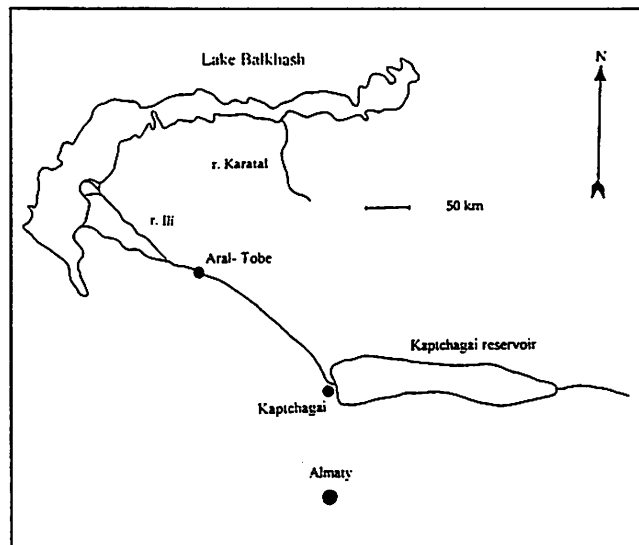 Lake Balkhash
N
r. Karatal
50 km
r. Ili
Aral- Tobe
Kaptchagai reservoir
Kaptchagai
Almaty